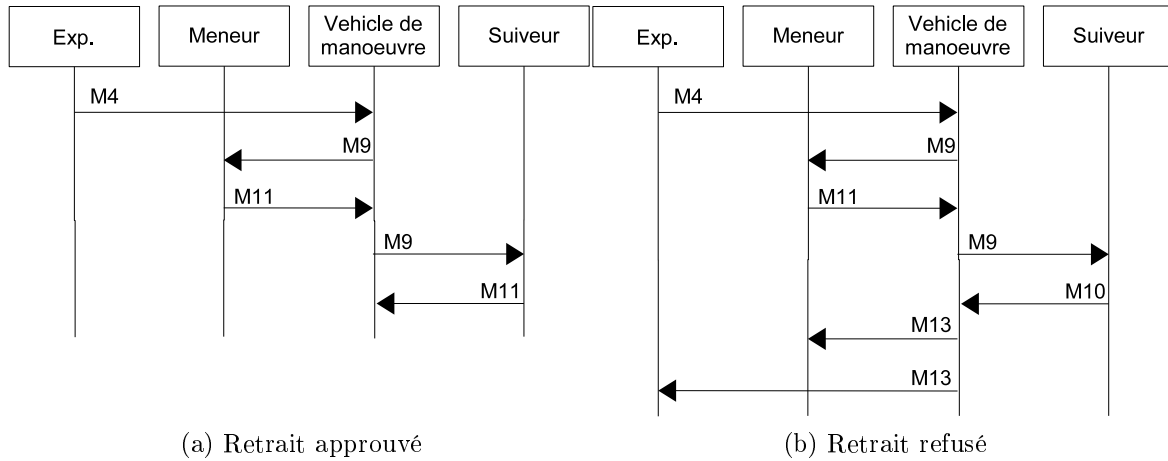 Exp.
Meneur
Vehicle de
manoeuvre
Suiveur
M4
M9
M11
M9
M11
(a) Retrait approuvé
Exp.
Meneur
Vehicle de
manoeuvre
Suiveur
M4
M9
M11
M9
M10
M13
M13
(b) Retrait refusé